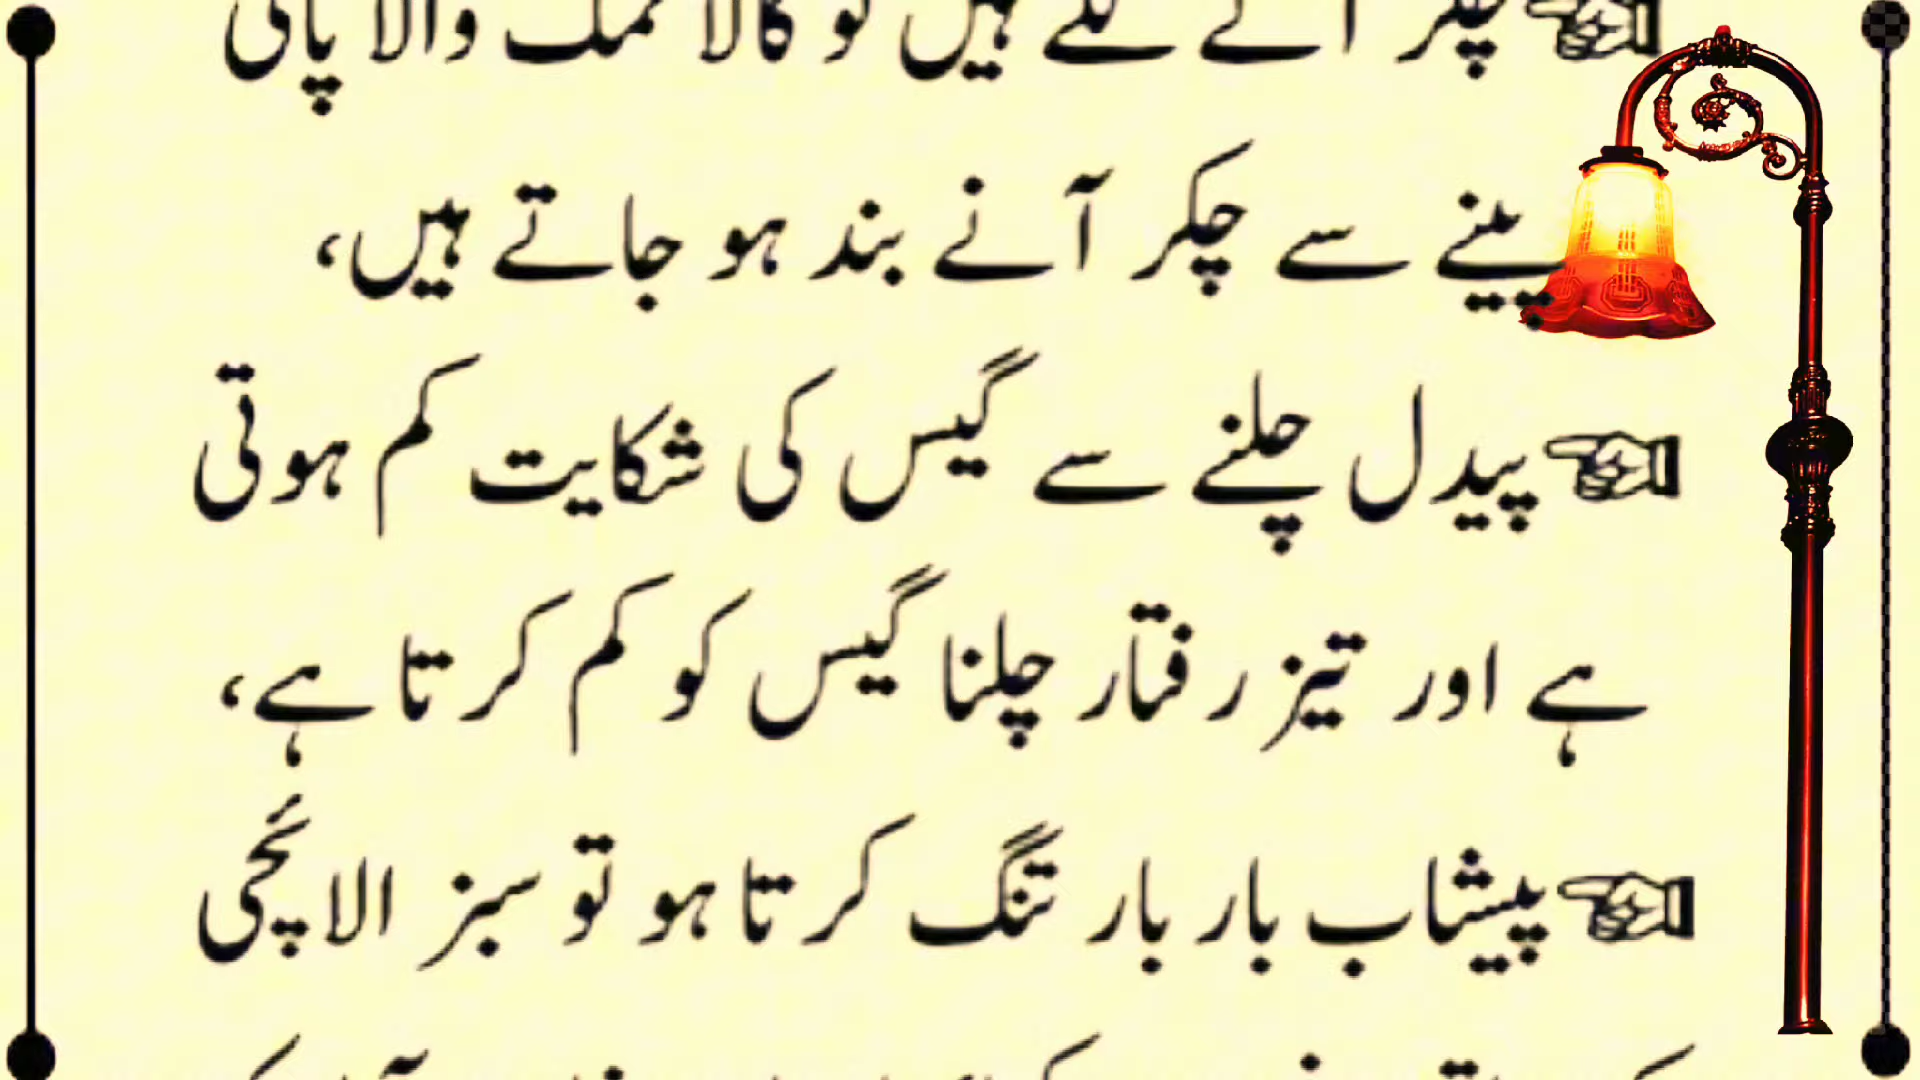 ☜چکر آنے لگے ہیں تو کالا نمک والا پانی
پینے سے چکر آنے بند ہو جاتے ہیں،
☜پیدل چلنے سے گیس کی شکایت کم ہوتی
ہے اور تیز رفتار چلنا گیس کو کم کرتا ہے،
☜پیشاب بار بار تنگ کرتا ہو تو سبز الائچی